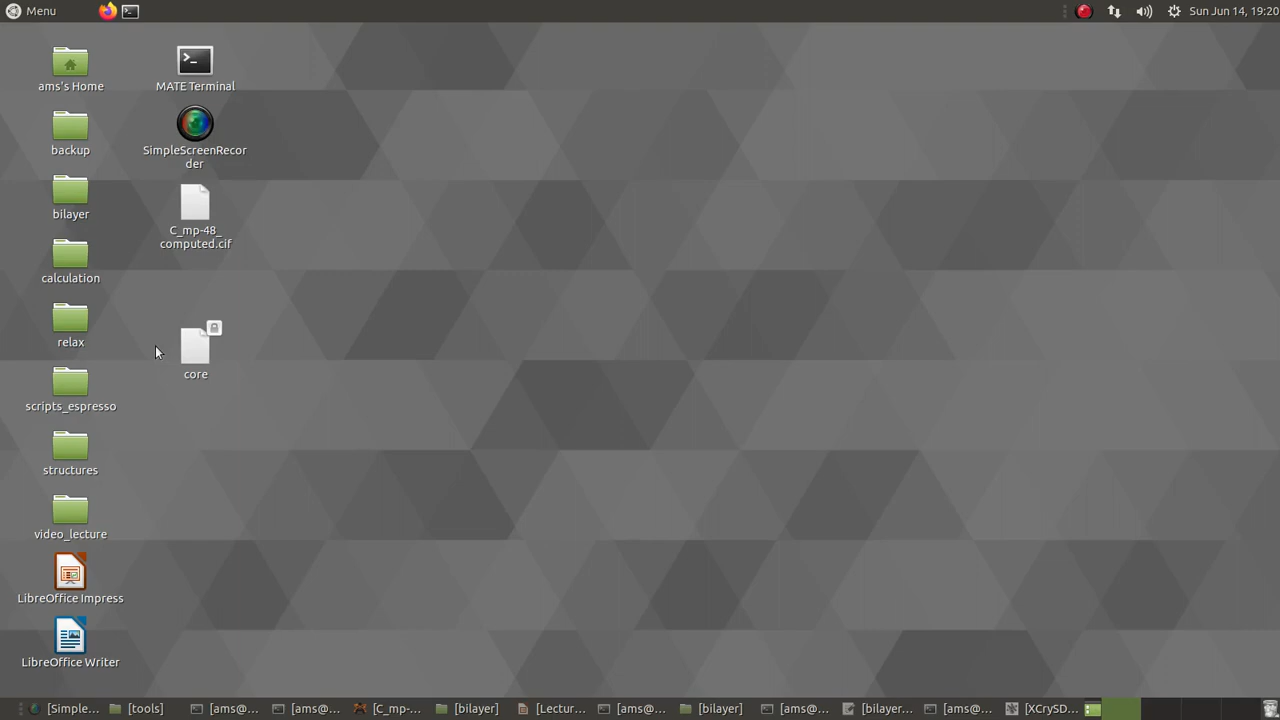 Menu
Sun Jun 14, 19:20
ams's Home
MATE Terminal
backup
SimpleScreenRecor
der
bilayer
C_mp-48_
computed.cif
calculation
relax
core
scripts_espresso
structures
video_lecture
LibreOffice Impress
LibreOffice Writer
[Simple...
[tools]
[ams@...
[ams@...
[C_mp-...
[bilayer]
[Lectur...
[ams@...
[bilayer]
[ams@...
[bilayer...
[ams@...
[XCrySD...